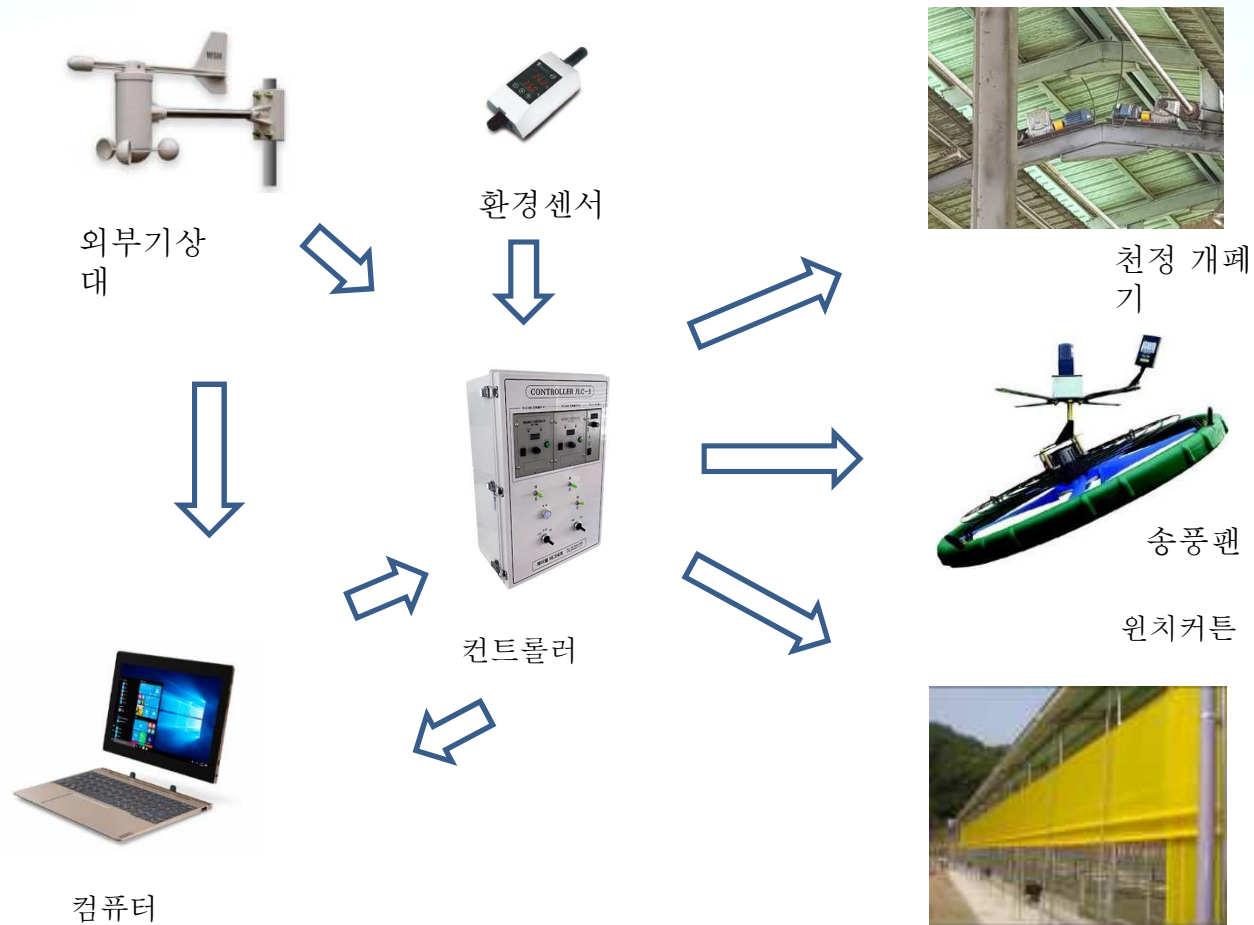 환경센서
외부기상
대
천정 개폐
기
CONTROLLER JLC-3
송풍팬
윈치커튼
컨트롤러
컴퓨터